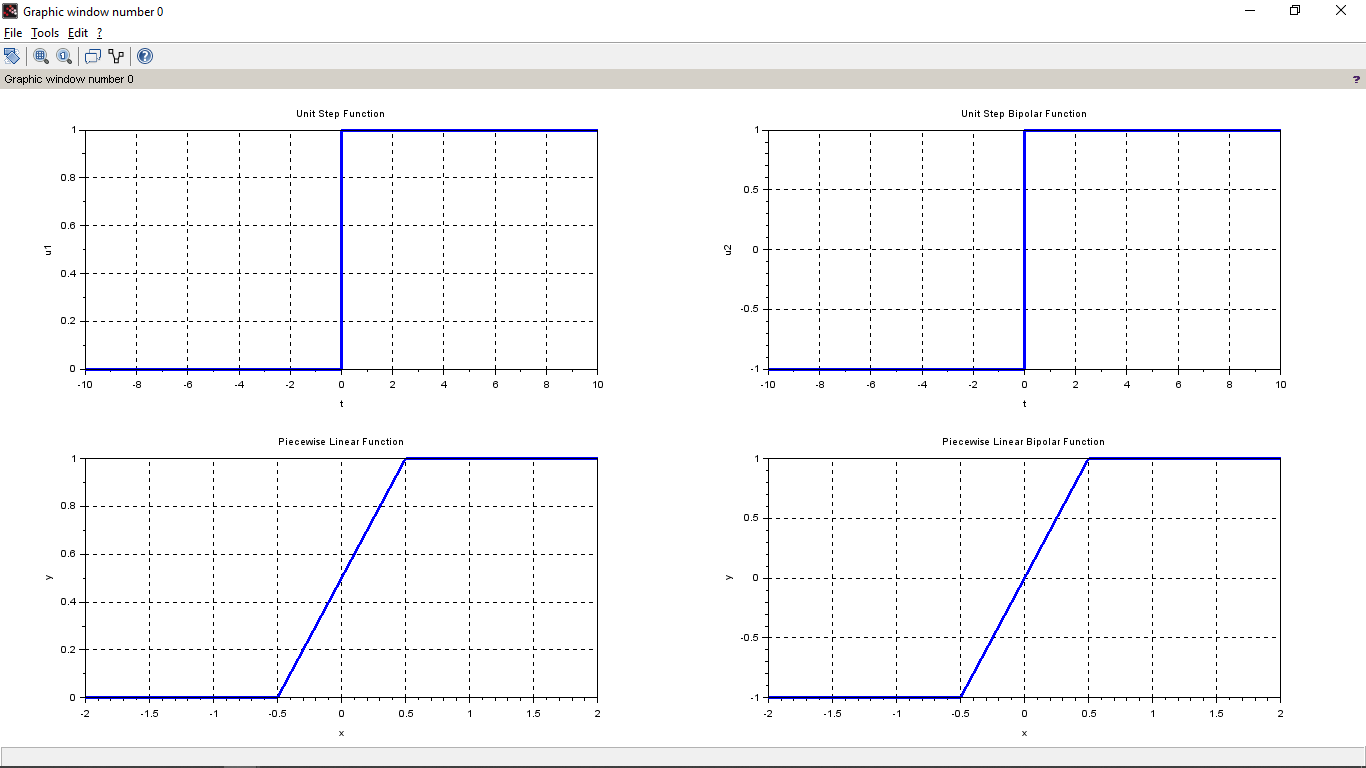 Graphic window number 0
File Tools Edit ?
Graphic window number 0 ?
Unit Step Function
1
0.8
0.6
0.4
0.2
0
u1
-10 -8 -6 -4 -2 0 2 4 6 8 10
t
Unit Step Bipolar Function
1
0.5
0
-0.5
-1
u2
-10 -8 -6 -4 -2 0 2 4 6 8 10
t
Piecewise Linear Function
1
0.8
0.6
0.4
0.2
0
y
-2 -1.5 -1 -0.5 0 0.5 1 1.5 2
x
Piecewise Linear Bipolar Function
1
0.5
0
-0.5
-1
y
-2 -1.5 -1 -0.5 0 0.5 1 1.5 2
x